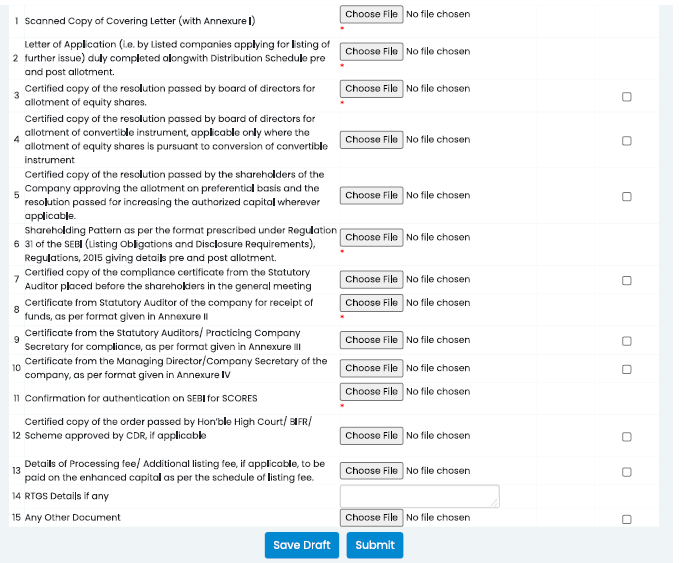 1 Scanned Copy of Covering Letter (with Annexure I) Choose File No file chosen
*
Letter of Application (i.e. by Listed companies applying for listing of
2 further issue) duly completed alongwith Distribution Schedule pre Choose File No file chosen
and post allotment. *
3 Certified copy of the resolution passed by board of directors for Choose File No file chosen
allotment of equity shares. *
Certified copy of the resolution passed by board of directors for
4 allotment of convertible instrument, applicable only where the Choose File No file chosen
allotment of equity shares is pursuant to conversion of convertible
instrument
Certified copy of the resolution passed by the shareholders of the
5 Company approving the allotment on preferential basis and the Choose File No file chosen
resolution passed for increasing the authorized capital wherever
applicable.
Shareholding Pattern as per the format prescribed under Regulation Choose File No file chosen
6 31 of the SEBI (Listing Obligations and Disclosure Requirements), *
Regulations, 2015 giving details pre and post allotment.
7 Certified copy of the compliance certificate from the Statutory Choose File No file chosen
Auditor placed before the shareholders in the general meeting
8 Certificate from Statutory Auditor of the company for receipt of Choose File No file chosen
funds, as per format given in Annexure II *
9 Certificate from the Statutory Auditors/ Practicing Company Choose File No file chosen
Secretary for compliance, as per format given in Annexure III
10 Certificate from the Managing Director/Company Secretary of the Choose File No file chosen
company, as per format given in Annexure IV
11 Confirmation for authentication on SEBI for SCORES Choose File No file chosen
*
Certified copy of the order passed by Hon'ble High Court/ BIFR/
12 Scheme approved by CDR, if applicable Choose File No file chosen
13 Details of Processing fee/ Additional listing fee, if applicable, to be Choose File No file chosen
paid on the enhanced capital as per the schedule of listing fee.
14 RTGS Details if any
15 Any Other Document Choose File No file chosen
Save Draft Submit